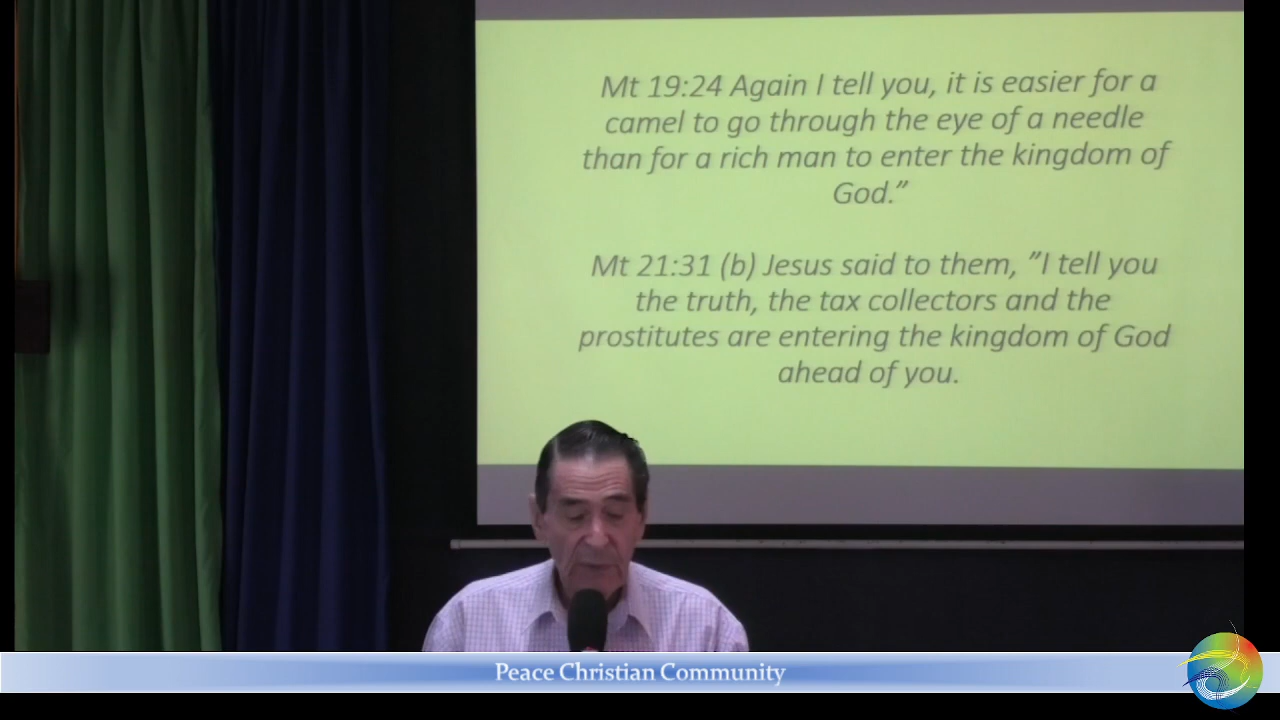 Mt 19:24 Again I tell you, it is easier for a
camel to go through the eye of a needle
than for a rich man to enter the kingdom of
God.”
Mt 21:31 (b) Jesus said to them, ”I tell you
the truth, the tax collectors and the
prostitutes are entering the kingdom of God
ahead of you.
Peace Christian Community